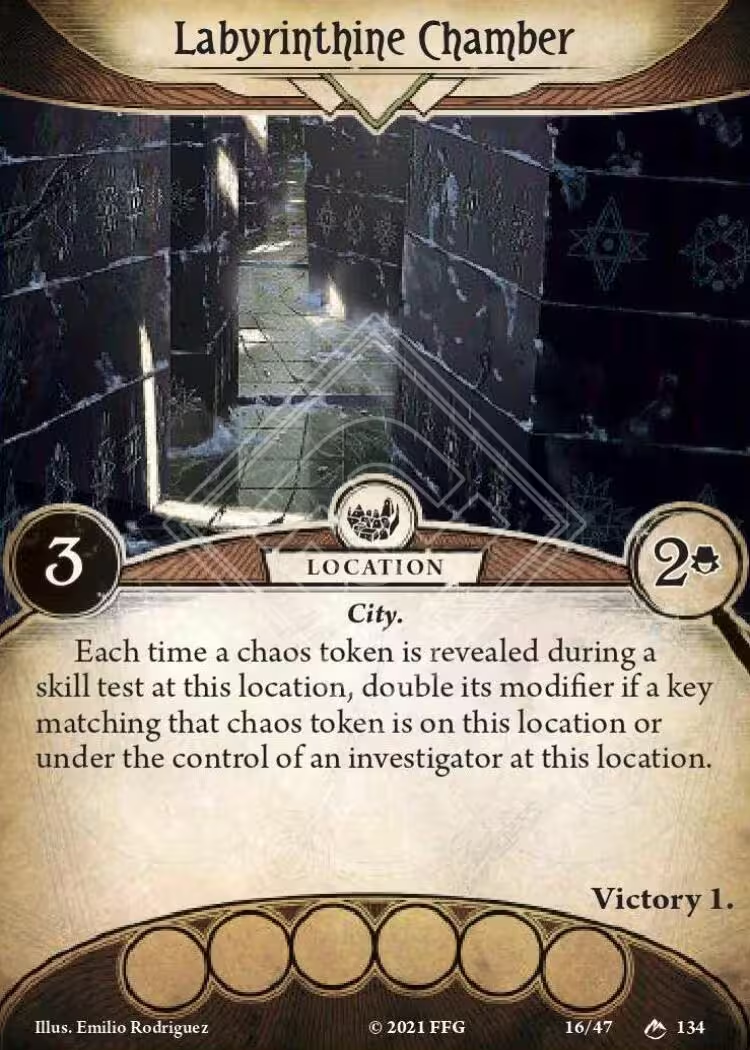 Labyrinthine Chamber
3
LOCATION
2
City.
Each time a chaos token is revealed during a
skill test at this location, double its modifier if a key
matching that chaos token is on this location or
under the control of an investigator at this location.
Victory 1.
Illus. Emilio Rodriguez © 2021 FFG 16/47 134